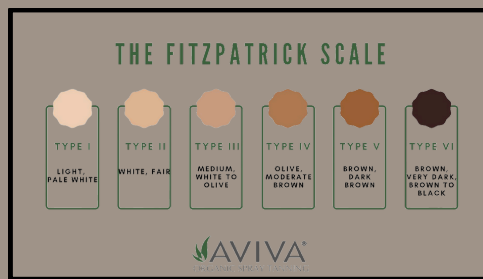 THE FITZPATRICK SCALE
TYPE I
LIGHT,
PALE WHITE
TYPE II
WHITE, FAIR
TYPE III
MEDIUM,
WHITE TO
OLIVE
TYPE IV
OLIVE,
MODERATE
BROWN
TYPE V
BROWN,
DARK
BROWN
TYPE VI
BROWN,
VERY DARK,
BROWN TO
BLACK
AVIVA®